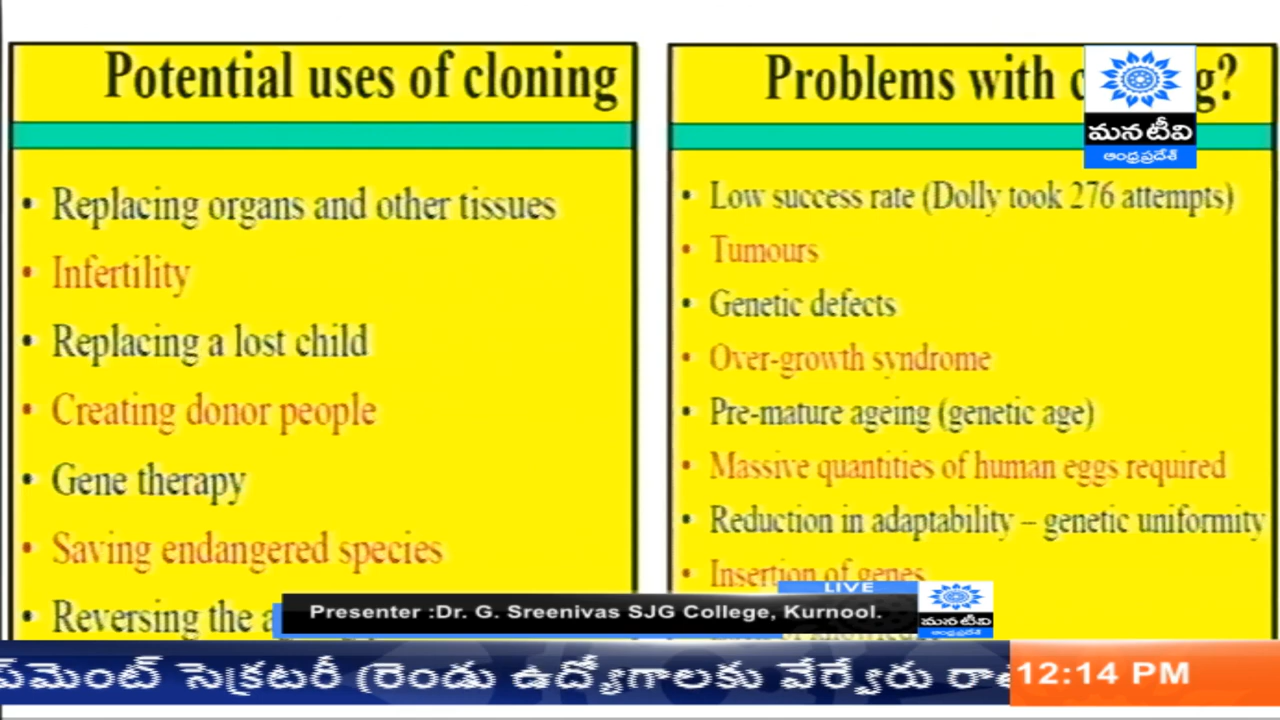 Potential uses of cloning
• Replacing organs and other tissues
• Infertility
• Replacing a lost child
• Creating donor people
• Gene therapy
• Saving endangered species
• Reversing the
Problems with
• Low success rate (Dolly took 276 attempts)
• Tumours
• Genetic defects
• Over-growth syndrome
• Pre-mature ageing (genetic age)
• Massive quantities of human eggs required
• Reduction in adaptability – genetic uniformity
• Insertion of genes
మన టీవి
ఆంధ్రప్రదేశ్
LIVE
Presenter :Dr. G. Sreenivas SJG College, Kurnool.
మన టీవి
ఆంధ్రప్రదేశ్
సెక్రటరీ (రెండు ఉద్యోగాలకు వేర్వేరు
12:14 PM